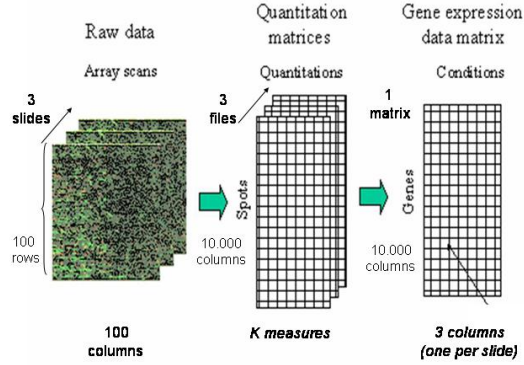 Raw data
Array scans
3
slides
100
rows
100
columns
Quantitation
matrices
Quantitations
3
files
Spots
10.000
columns
K measures
Gene expression
data matrix
Conditions
1
matrix
Genes
10.000
columns
3 columns
(one per slide)